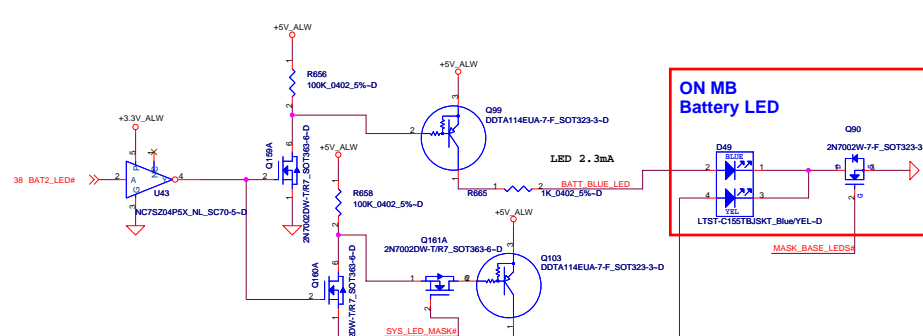 +5V_ALW
R656
100K_0402_5%~D
+5V_ALW
ON MB
Battery LED
Q99
DDTA114EUA-7-F_SOT323-3~D
+3.3V_ALW
Q159A
2N7002DW-T/R7_SOT363-6~D
+5V_ALW
LED 2.3mA
D49
BLUE
Q90
2N7002W-7-F_SOT323-3
38 BAT2_LED#
U43
NC7SZ04P5X_NL_SC70-5~D
R658
100K_0402_5%~D
R665
1K_0402_5%~D
BATT_BLUE_LED
YEL
LTST-C155TBJSKT_Blue/YEL~D
+5V_ALW
Q161A
2N7002DW-T/R7_SOT363-6~D
MASK_BASE_LEDS#
Q160A
DW-T/R7_SOT363-6~D
Q103
DDTA114EUA-7-F_SOT323-3~D
SYS_LED_MASK#